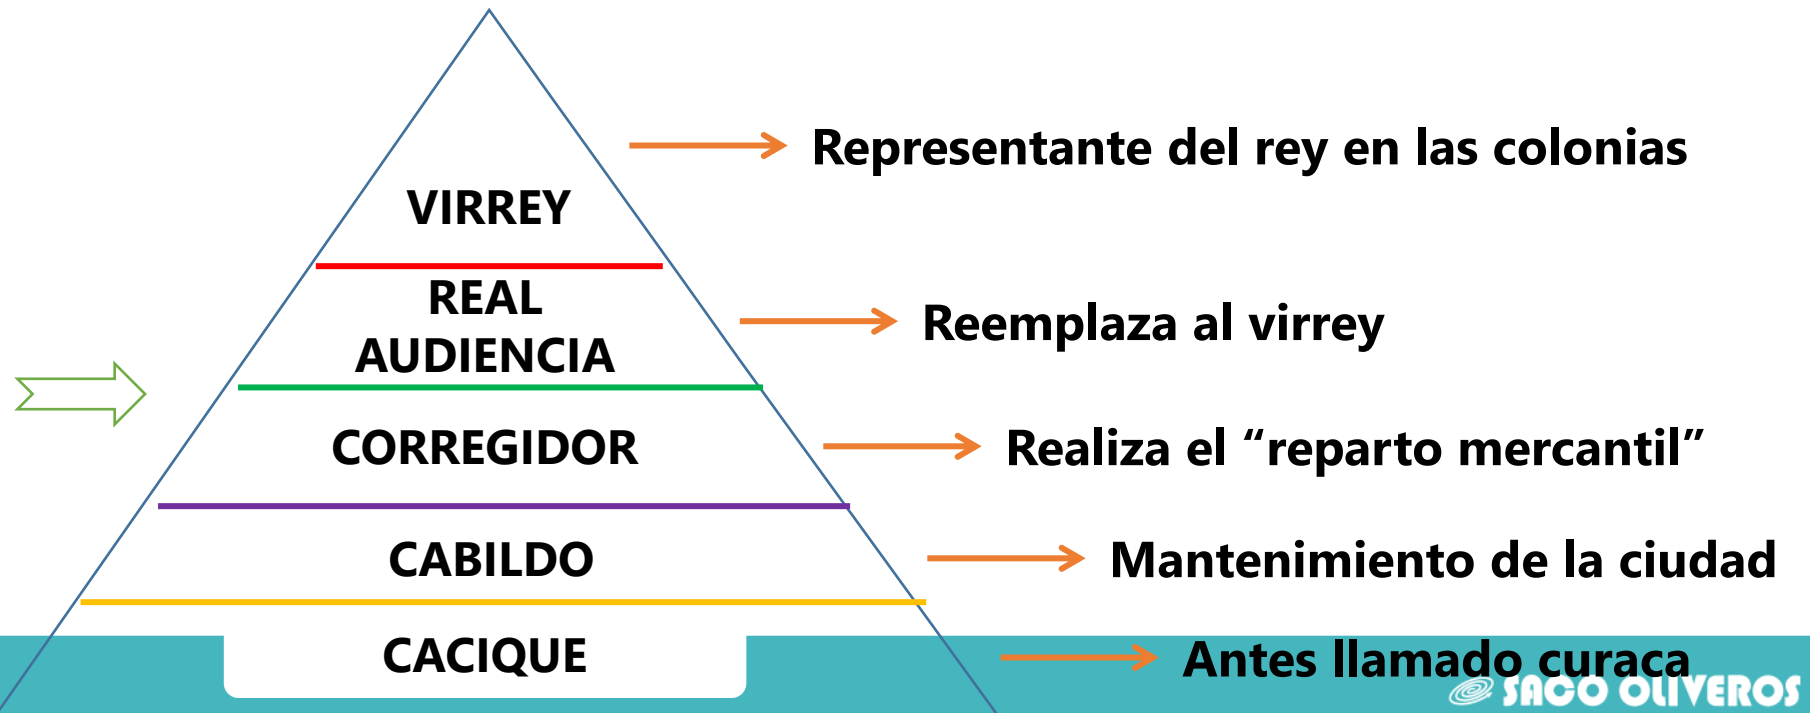 VIRREY
Representante del rey en las colonias
REAL
AUDIENCIA
Reemplaza al virrey
CORREGIDOR
Realiza el “reparto mercantil”
CABILDO
Mantenimiento de la ciudad
CACIQUE
Antes llamado curaca
SACO OLIVEROS